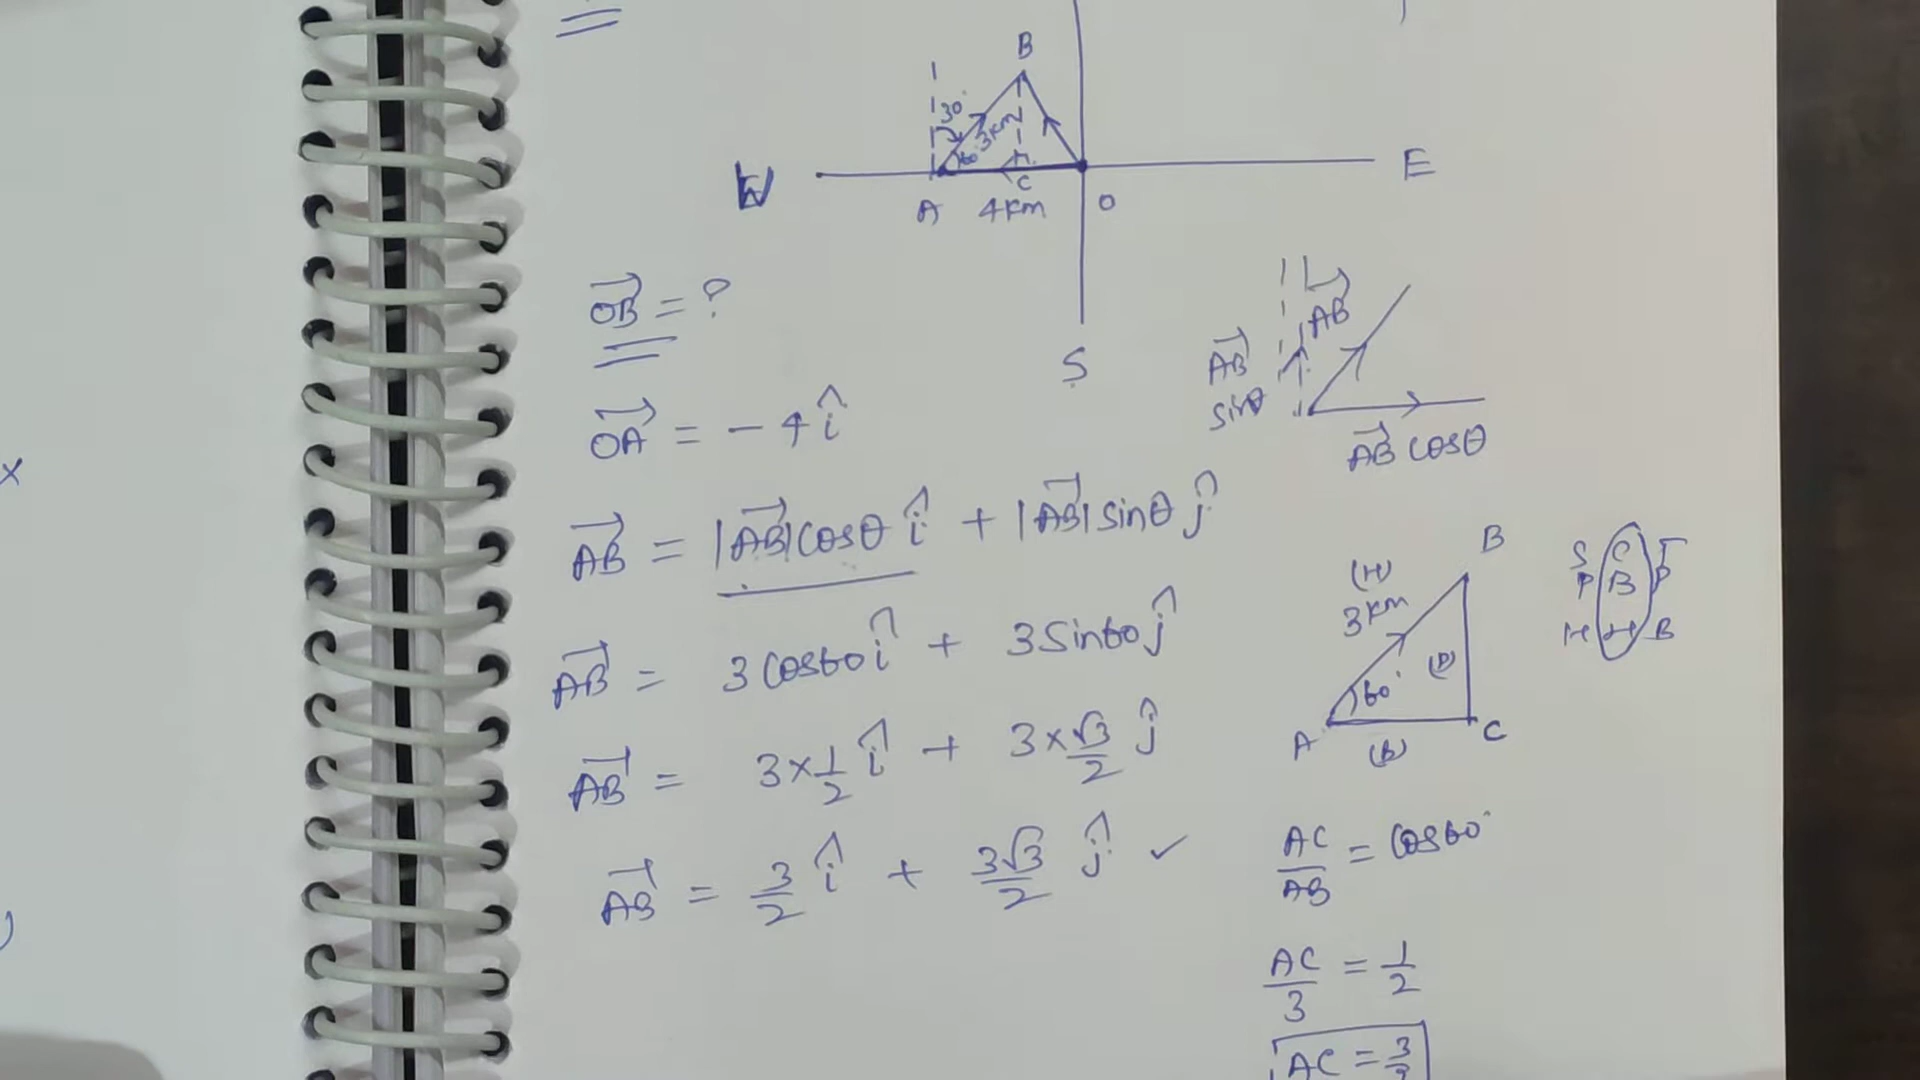 B
30°
3km
60°
W
E
C
A
4km
O
S
OB = ?
AB
AB
sinθ
AB cosθ
OA = - 4 î
AB = |AB|cosθ î + |AB|sinθ ĵ
AB = 3 cos60 î + 3 Sin60 ĵ
AB = 3×1/2 î + 3×√3/2 ĵ
AB = 3/2 î + 3√3/2 ĵ ✓
B
(H)
3km
(P)
60°
A
(B)
C
S C T
P B P
H H B
AC/AB = cos60°
AC/3 = 1/2
x